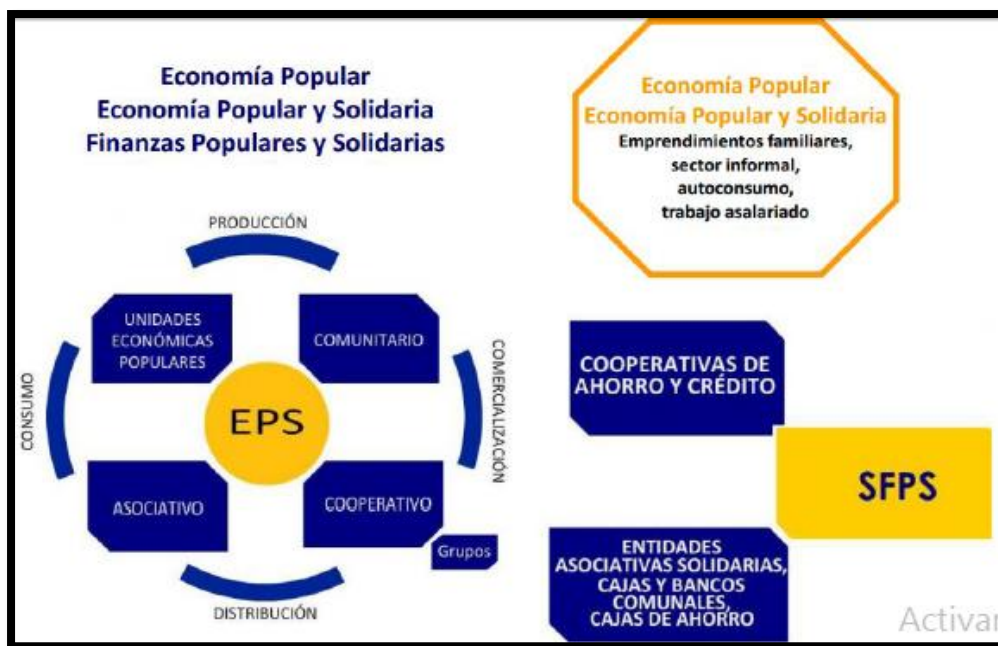 Economía Popular
Economía Popular y Solidaria
Finanzas Populares y Solidarias
Economía Popular
Economía Popular y Solidaria
Emprendimientos familiares,
sector informal,
autoconsumo,
trabajo asalariado
PRODUCCIÓN
UNIDADES
ECONÓMICAS
POPULARES
COMUNITARIO
CONSUMO
EPS
COMERCIALIZACIÓN
ASOCIATIVO
COOPERATIVO
Grupos
DISTRIBUCIÓN
COOPERATIVAS DE
AHORRO Y CRÉDITO
SFPS
ENTIDADES
ASOCIATIVAS SOLIDARIAS,
CAJAS Y BANCOS
COMUNALES,
CAJAS DE AHORRO
Activar